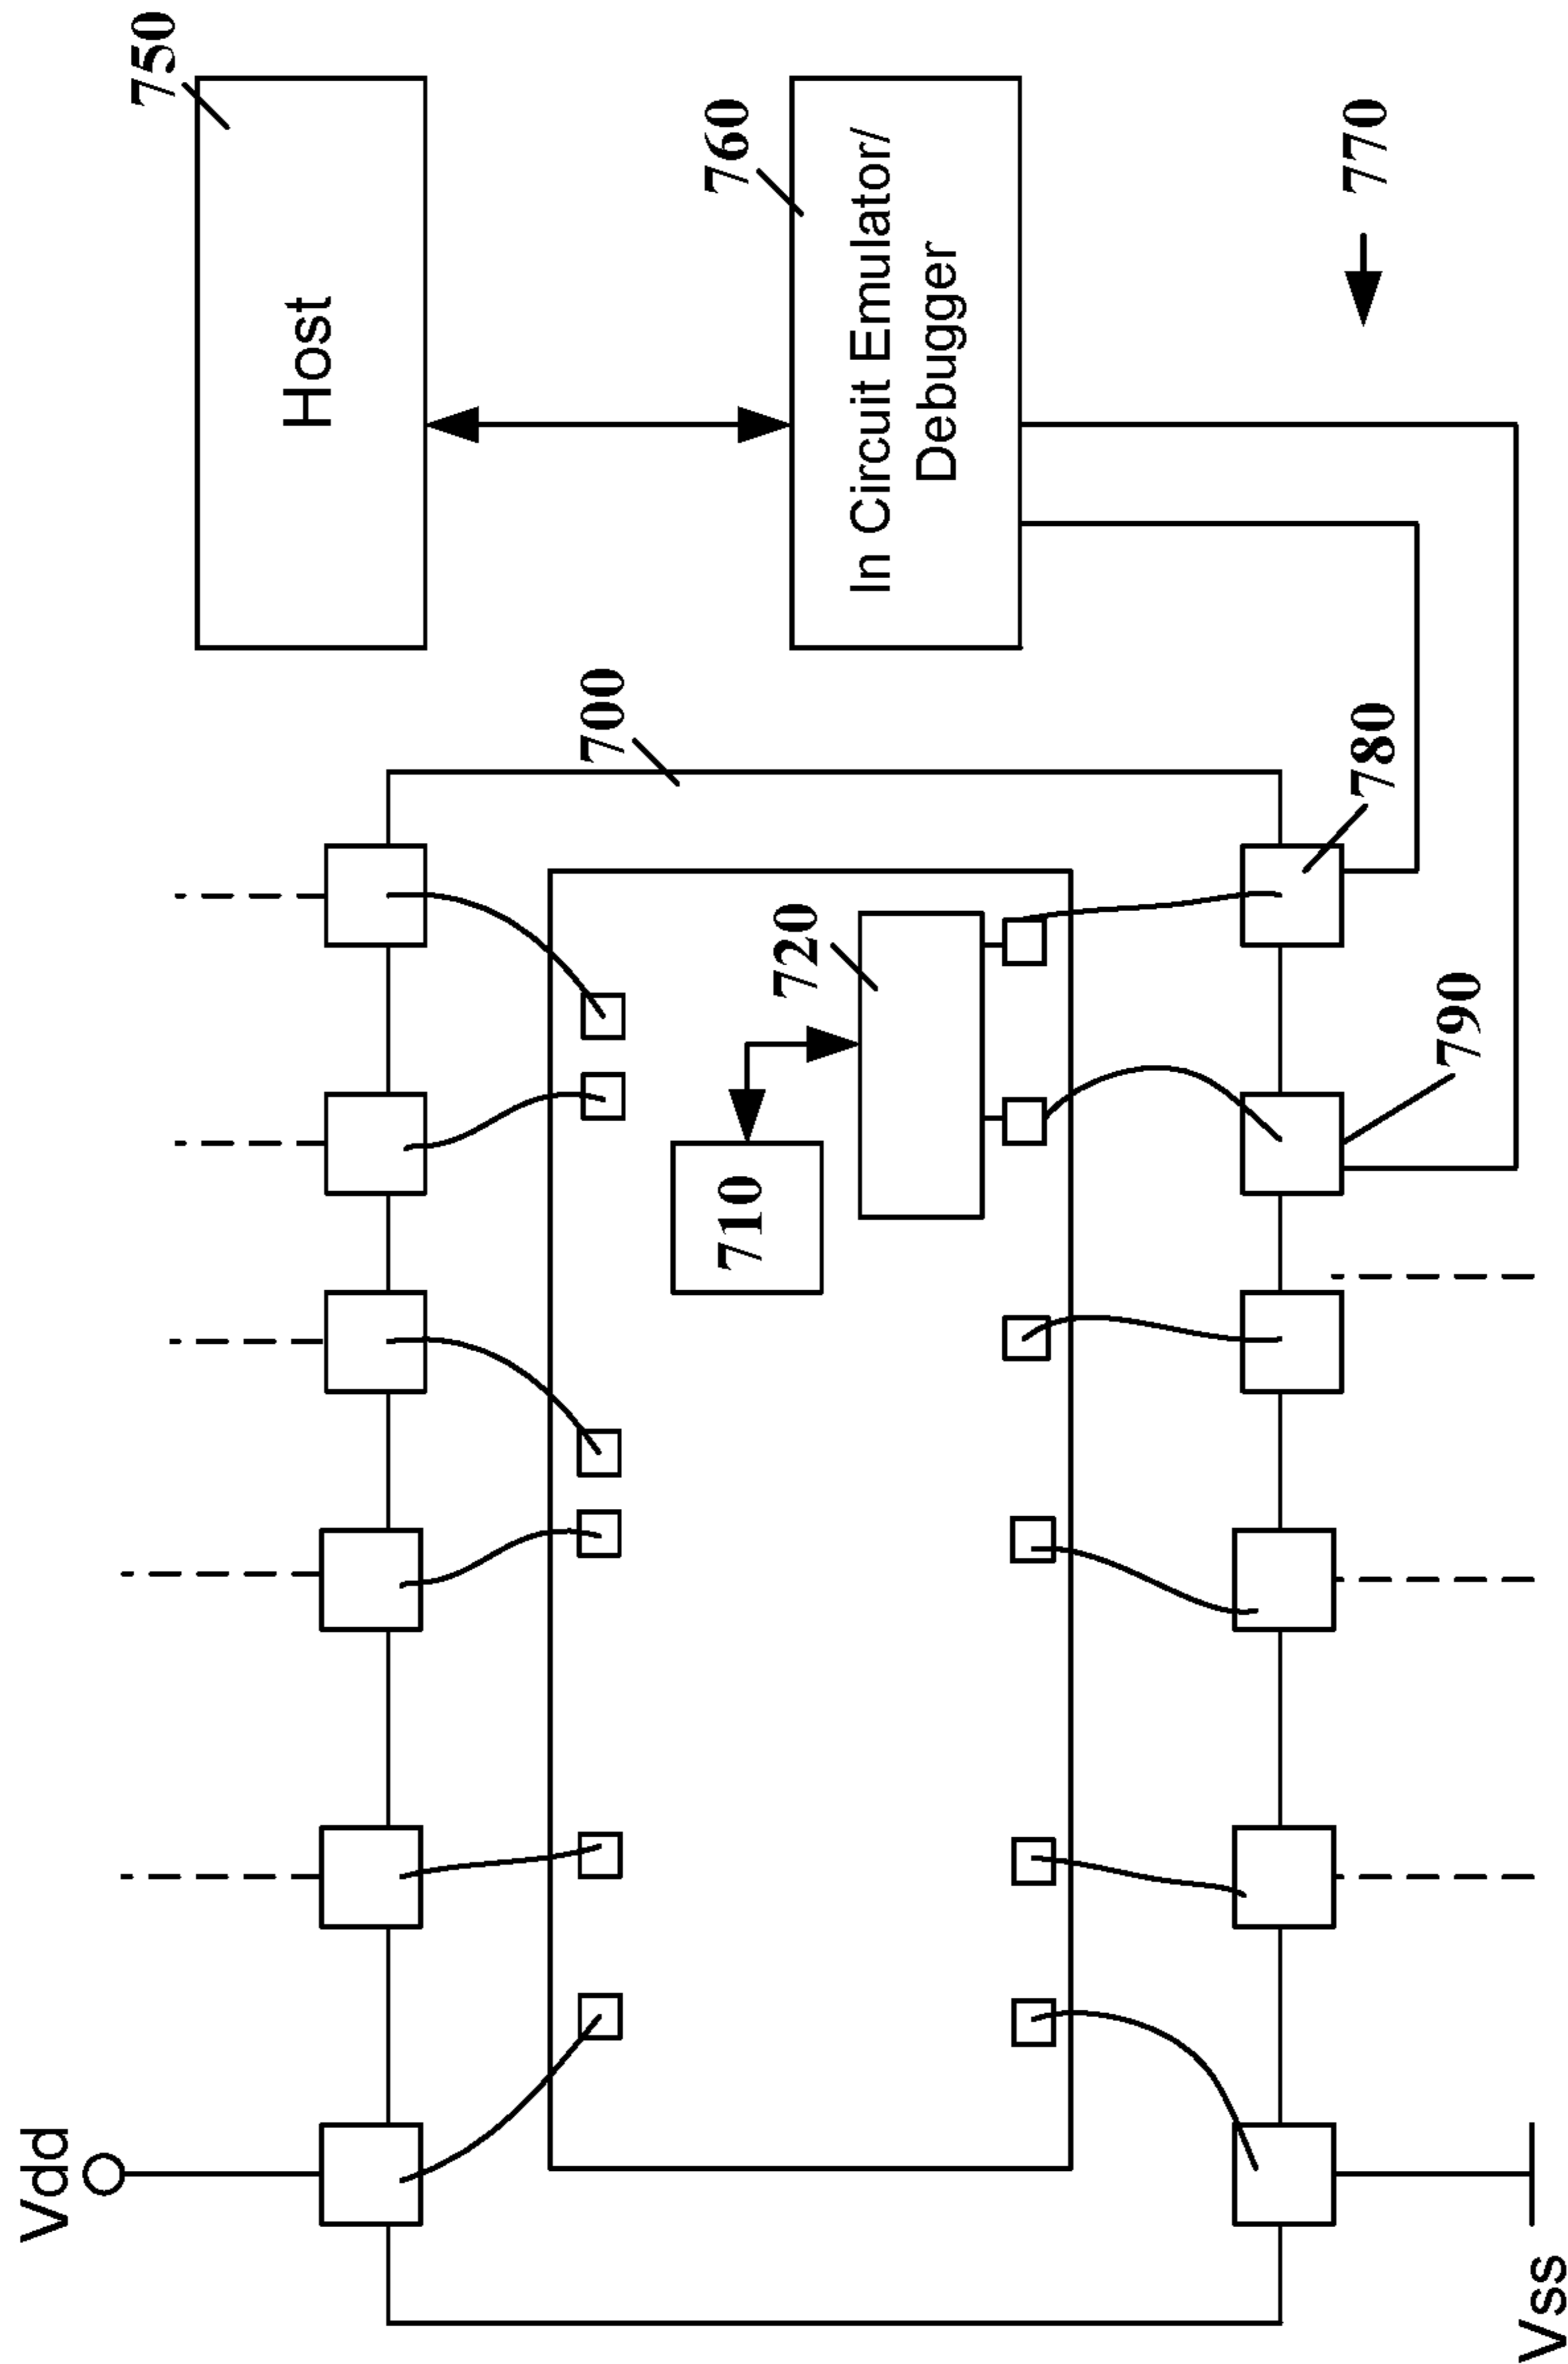 750
Host
760
In Circuit Emulator/
Debugger
770
700
780
720
790
710
Vdd
Vss